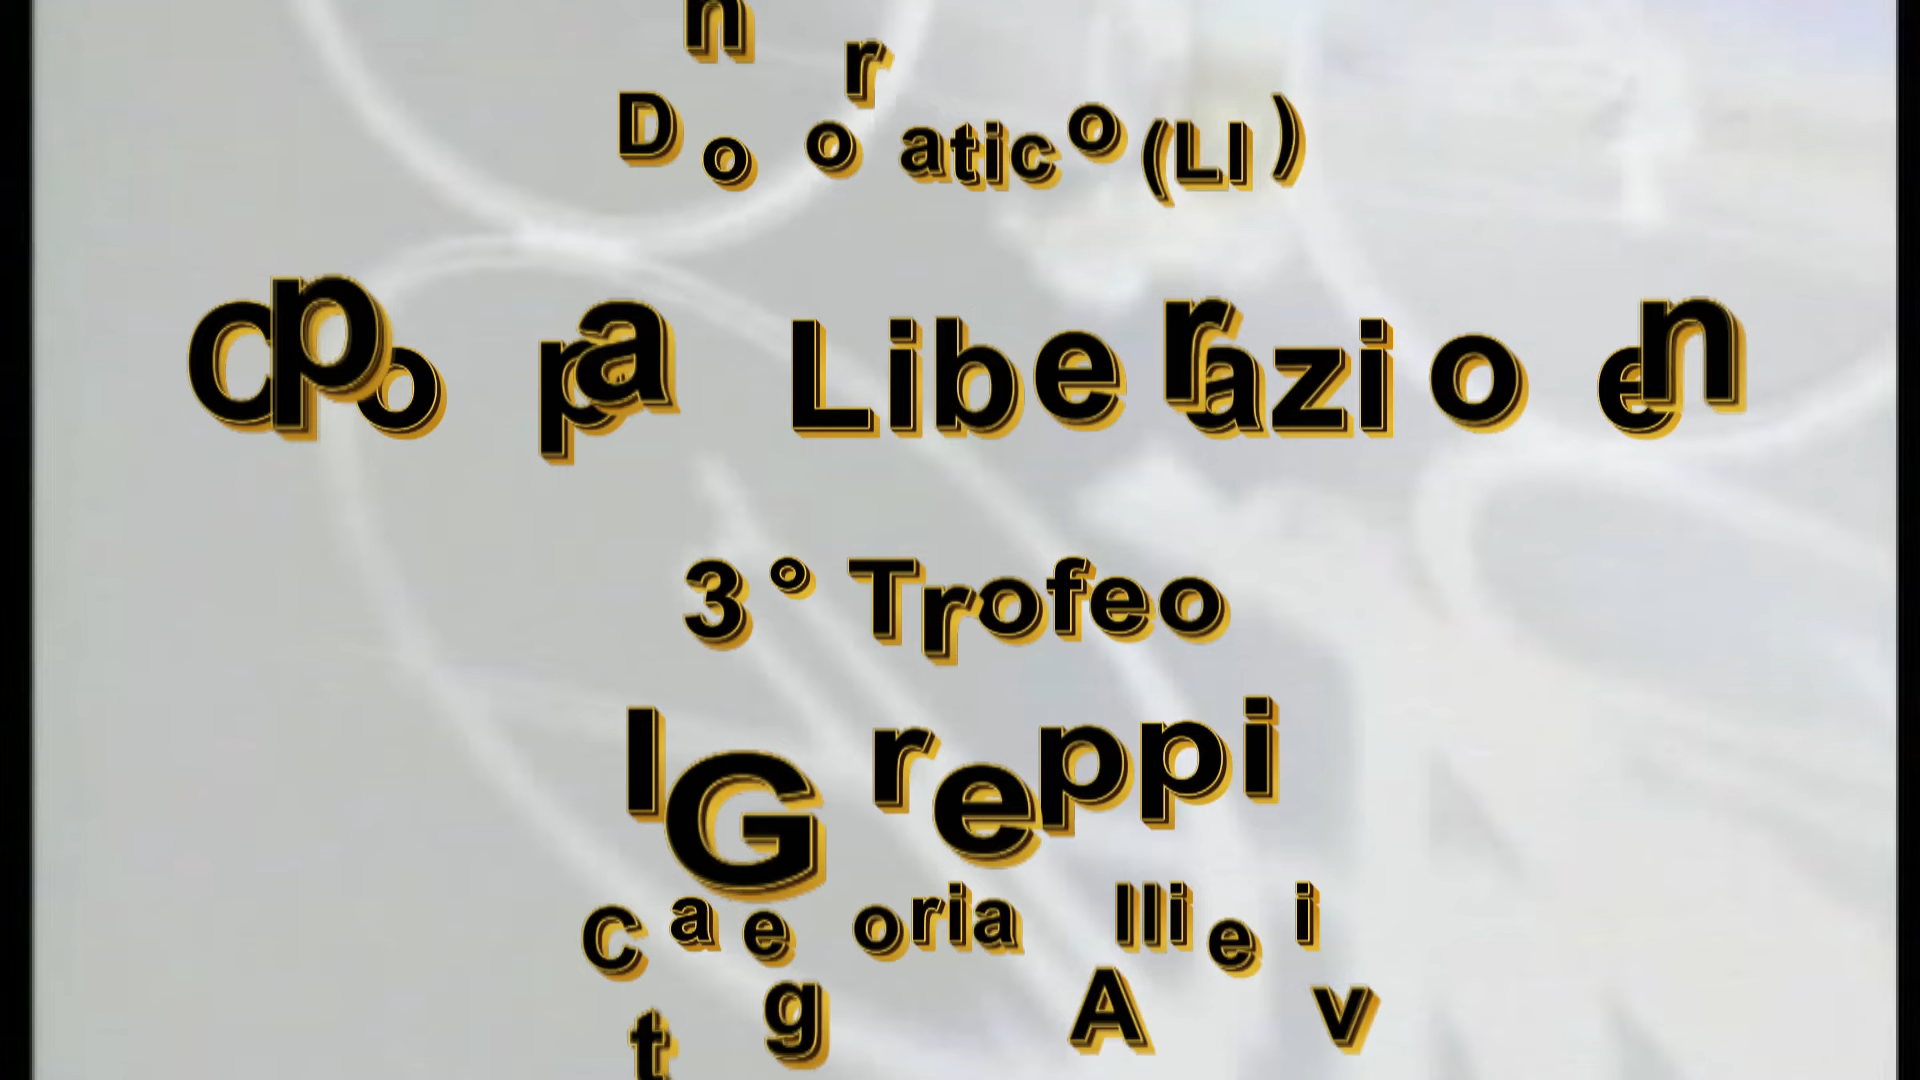 Donoratico (LI)
Coppa Liberazione
3° Trofeo
I Greppi
Categoria Allievi